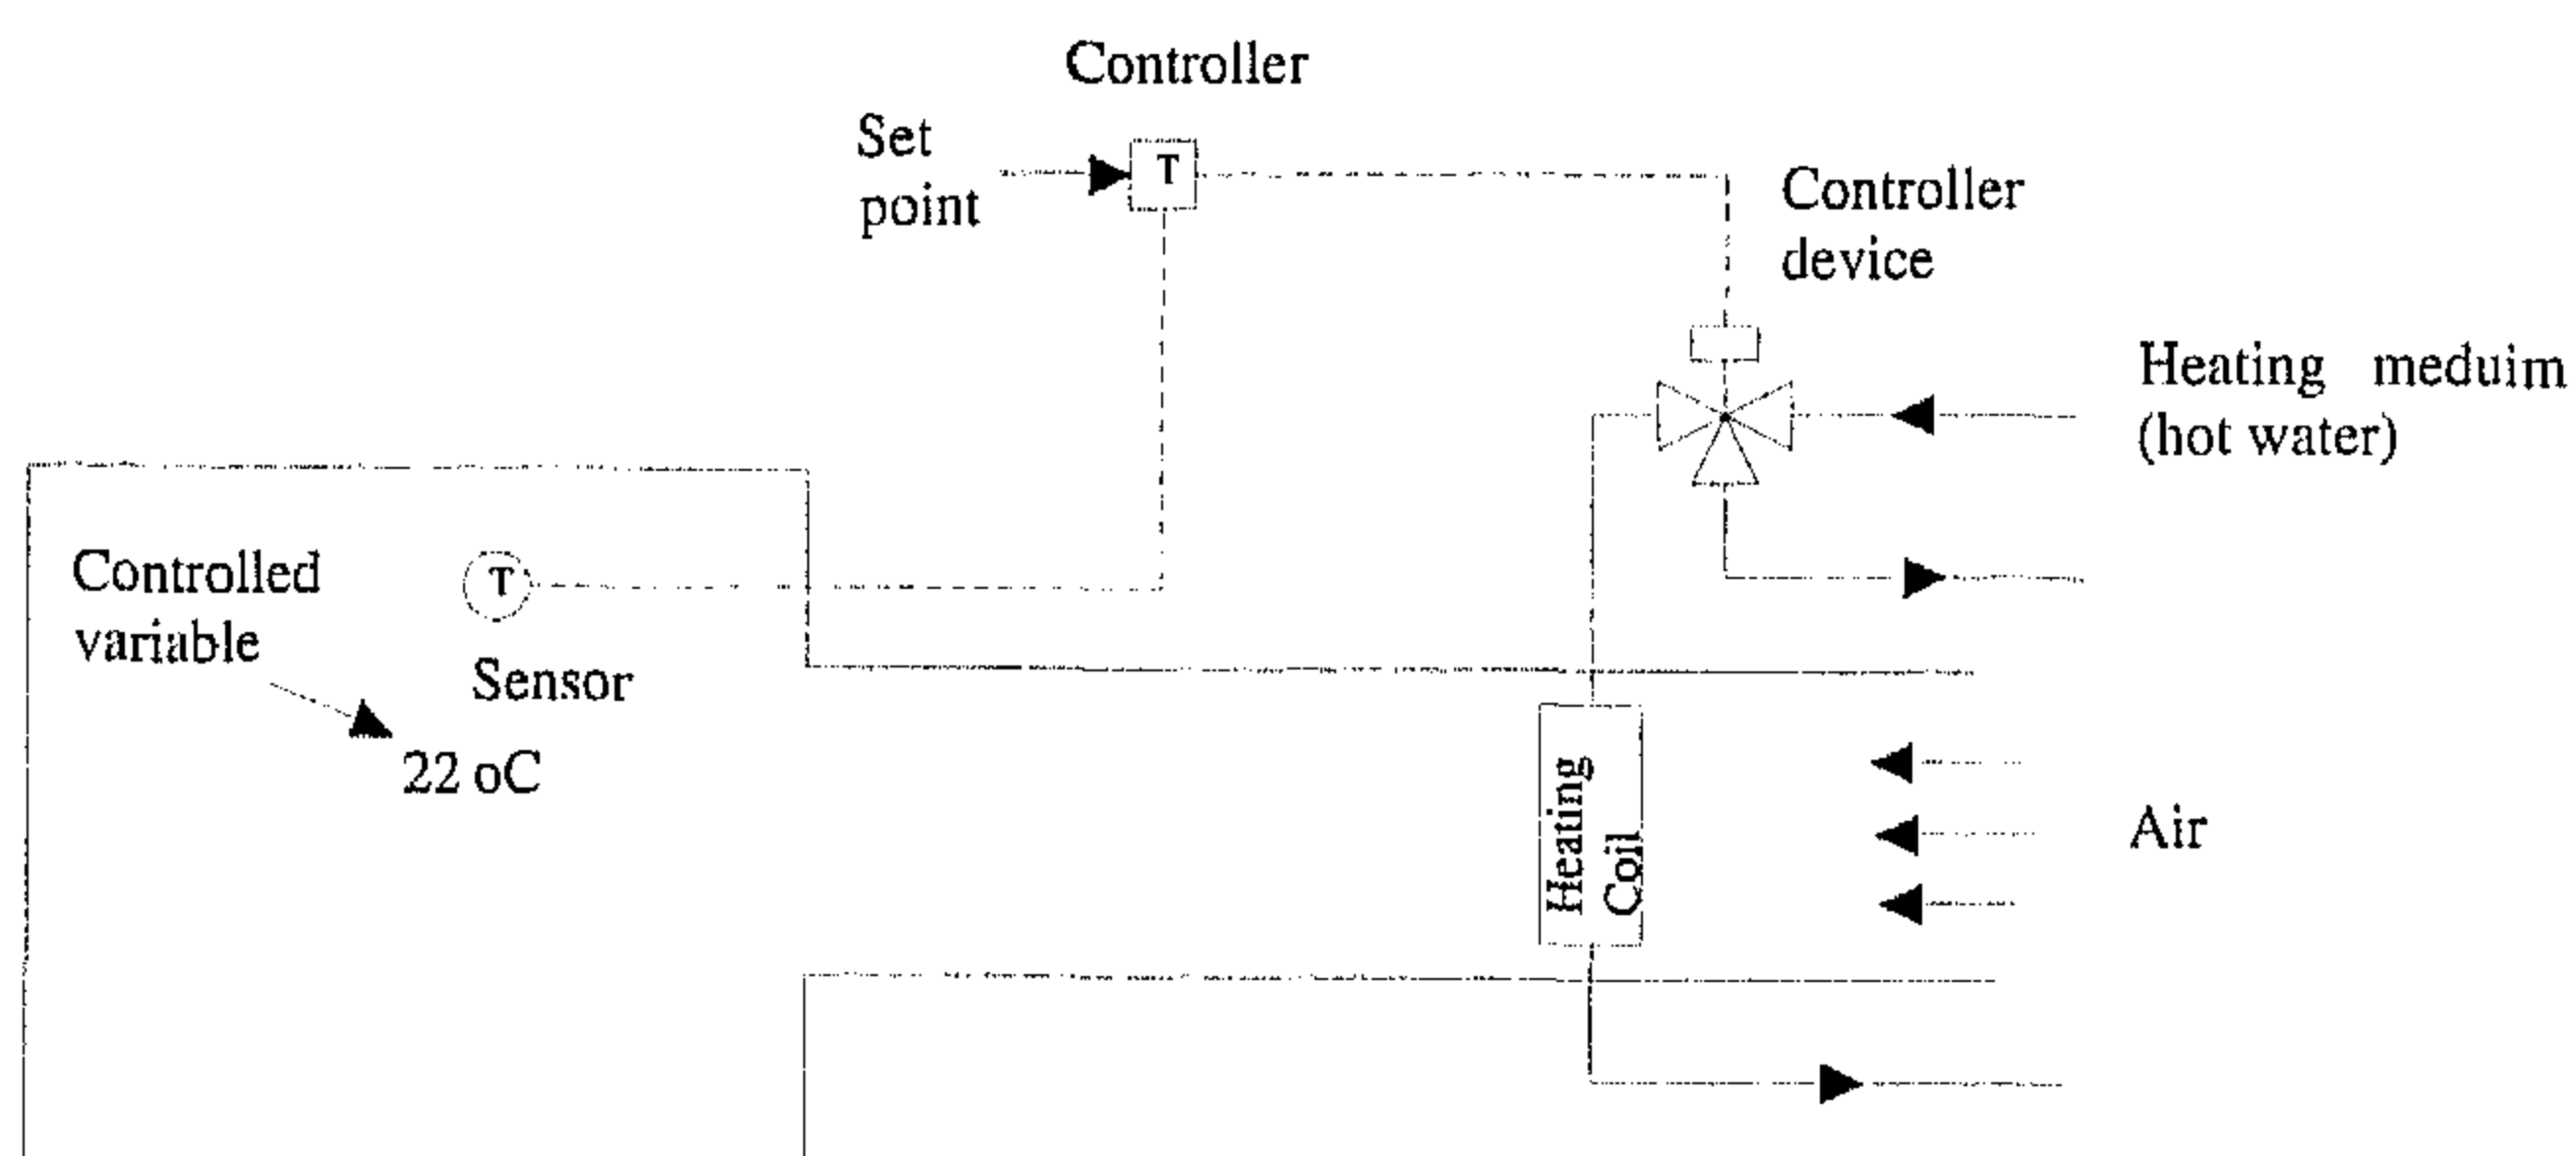 Controller
Set
point
T
Controller
device
Heating meduim
(hot water)
Controlled
variable
T
Sensor
22 oC
Heating
Coil
Air